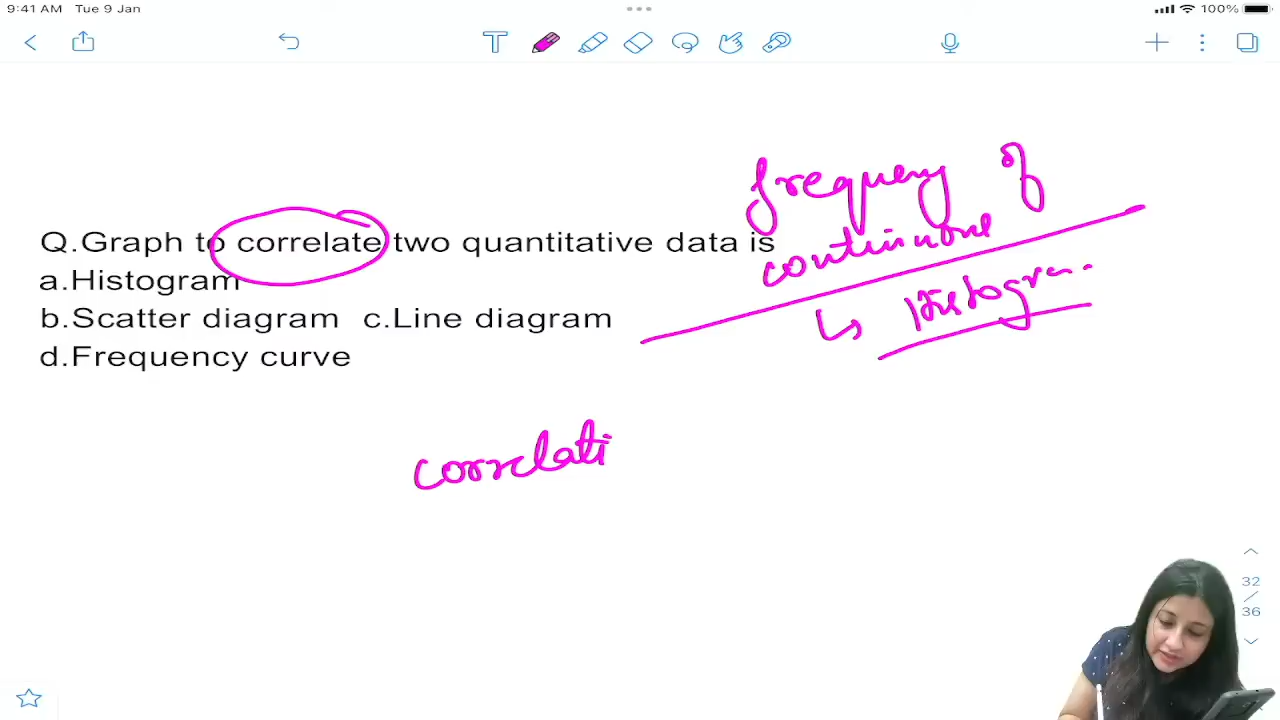 9:41 AM Tue 9 Jan
100%
T
frequency of
continuous
↳ Histogram.
Q.Graph to correlate two quantitative data is
a.Histogram
b.Scatter diagram c.Line diagram
d.Frequency curve
correlati
32
36